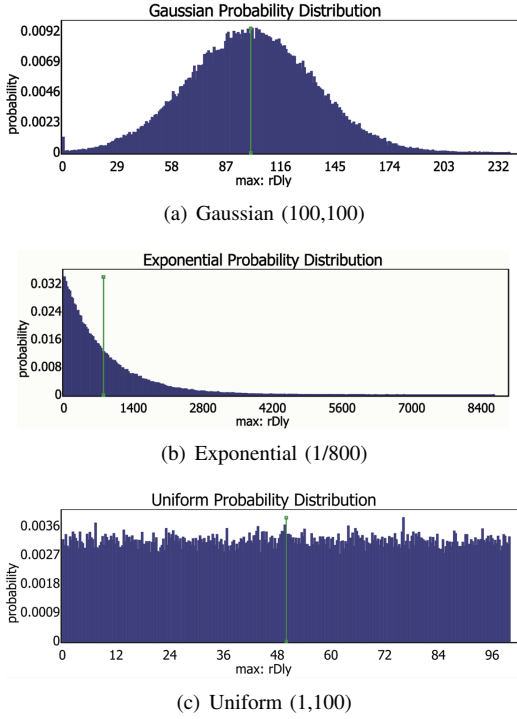 Gaussian Probability Distribution
0.0092
0.0069
0.0046
0.0023
0
probability
0 29 58 87 116 145 174 203 232
max: rDly
(a) Gaussian (100,100)
Exponential Probability Distribution
0.032
0.024
0.016
0.008
0
probability
0 1400 2800 4200 5600 7000 8400
max: rDly
(b) Exponential (1/800)
Uniform Probability Distribution
0.0036
0.0027
0.0018
0.0009
0
probability
0 12 24 36 48 60 72 84 96
max: rDly
(c) Uniform (1,100)